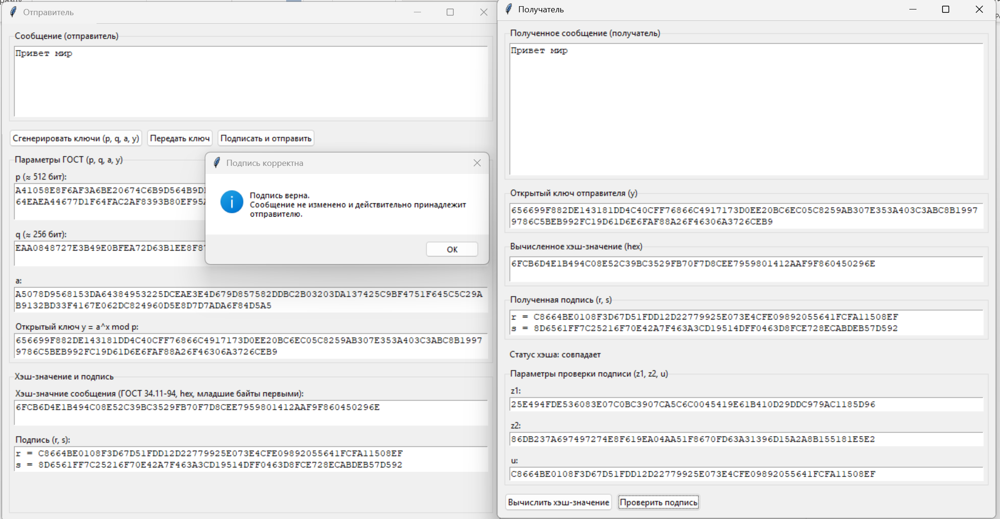 Отправитель
Сообщение (отправитель)
Привет мир
Сгенерировать ключи (p, q, a, y)
Передать ключ
Подписать и отправить
Параметры ГОСТ (p, q, a, y)
p (≈ 512 бит):
A41058E8F6AF3A6BE20674C6B9D564B9D
64EAEA44677D1F64FAC2AF8393B80EF95
q (≈ 256 бит):
EAA0848727E3B49E0BFEA72D63B1EE8F8
a:
A5078D9568153DA64384953225DCEAE3E4D679D857582DDBC2B03203DA137425C9BF4751F645C5C29A
B9132BD33F4167E062DC824960D5E8D7D7ADA6F84D5A5
Открытый ключ y = a^x mod p:
656699F882DE143181DD4C40CFF76866C4917173D0EE20BC6EC05C8259AB307E353A403C3ABC8B1997
9786C5BEB992FC19D61D6E6FAF88A26F46306A3726CEB9
Хэш-значение и подпись
Хэш-значние сообщения (ГОСТ 34.11-94, hex, младшие байты первыми):
6FCB6D4E1B494C08E52C39BC3529FB70F7D8CEE7959801412AAF9F860450296E
Подпись (r, s):
r = C8664BE0108F3D67D51FDD12D22779925E073E4CFE09892055641FCFA11508EF
s = 8D6561FF7C25216F70E42A7F463A3CD19514DFF0463D8FCE728ECABDEB57D592
Подпись корректна
Подпись верна.
Сообщение не изменено и действительно принадлежит
отправителю.
OK
Получатель
Полученное сообщение (получатель)
Привет мир
Открытый ключ отправителя (y)
656699F882DE143181DD4C40CFF76866C4917173D0EE20BC6EC05C8259AB307E353A403C3ABC8B1997
9786C5BEB992FC19D61D6E6FAF88A26F46306A3726CEB9
Вычисленное хэш-значение (hex)
6FCB6D4E1B494C08E52C39BC3529FB70F7D8CEE7959801412AAF9F860450296E
Полученная подпись (r, s)
r = C8664BE0108F3D67D51FDD12D22779925E073E4CFE09892055641FCFA11508EF
s = 8D6561FF7C25216F70E42A7F463A3CD19514DFF0463D8FCE728ECABDEB57D592
Статус хэша: совпадает
Параметры проверки подписи (z1, z2, u)
z1:
25E494FDE536083E07C0BC3907CA5C6C0045419E61B410D29DDC979AC1185D96
z2:
86DB237A697497274E8F619EA04AA51F8670FD63A31396D15A2A8B155181E5E2
u:
C8664BE0108F3D67D51FDD12D22779925E073E4CFE09892055641FCFA11508EF
Вычислить хэш-значение
Проверить подпись